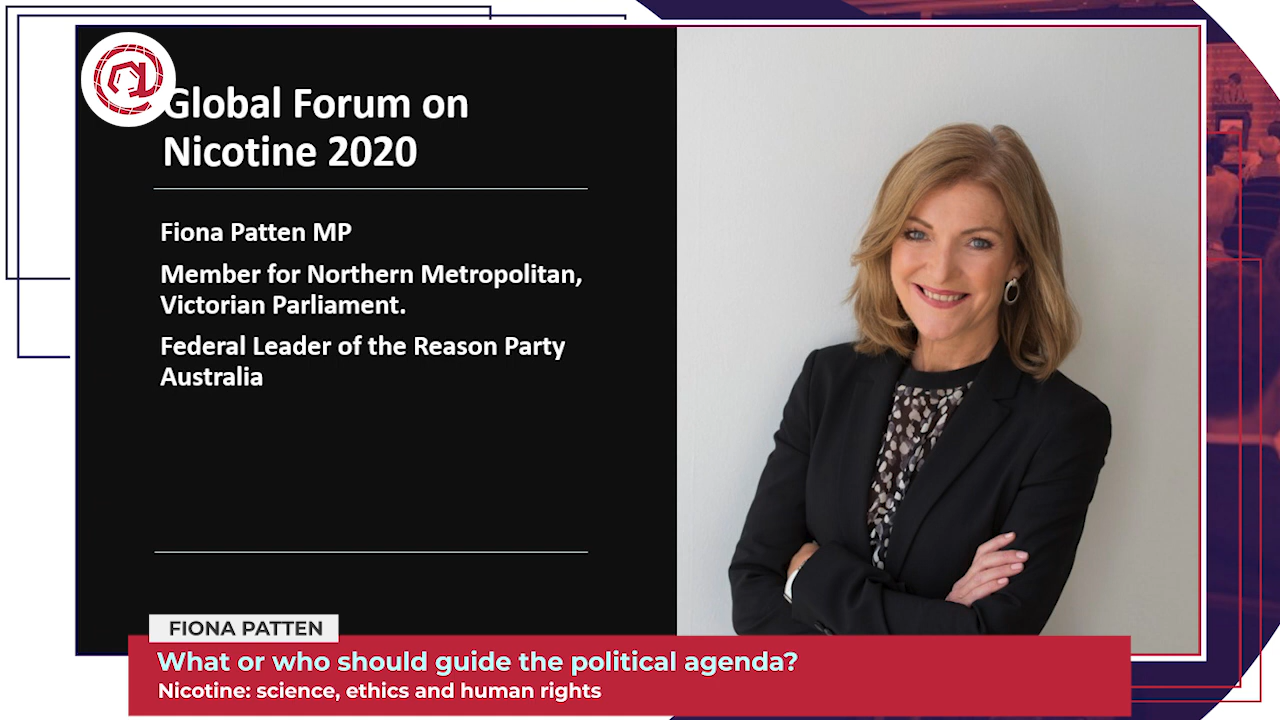 Global Forum on
Nicotine 2020
Fiona Patten MP
Member for Northern Metropolitan,
Victorian Parliament.
Federal Leader of the Reason Party
Australia
FIONA PATTEN
What or who should guide the political agenda?
Nicotine: science, ethics and human rights